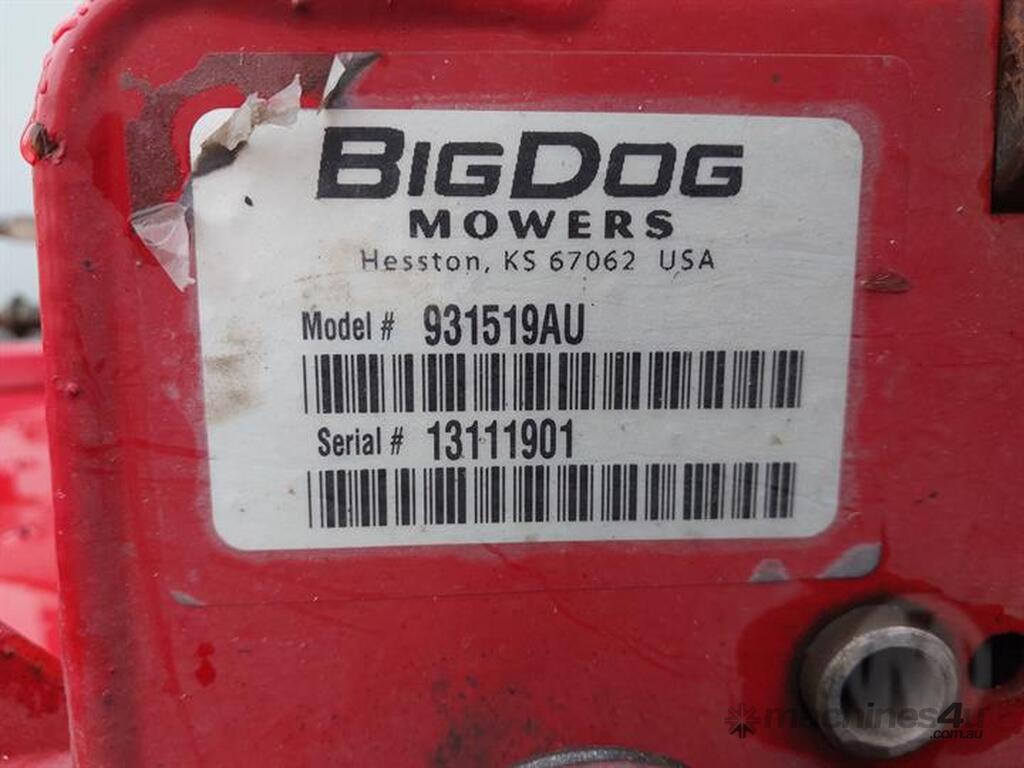 BIGDOG
MOWERS
Hesston, KS 67062 USA
Model # 931519AU
Serial # 13111901
machines4u
.com.au